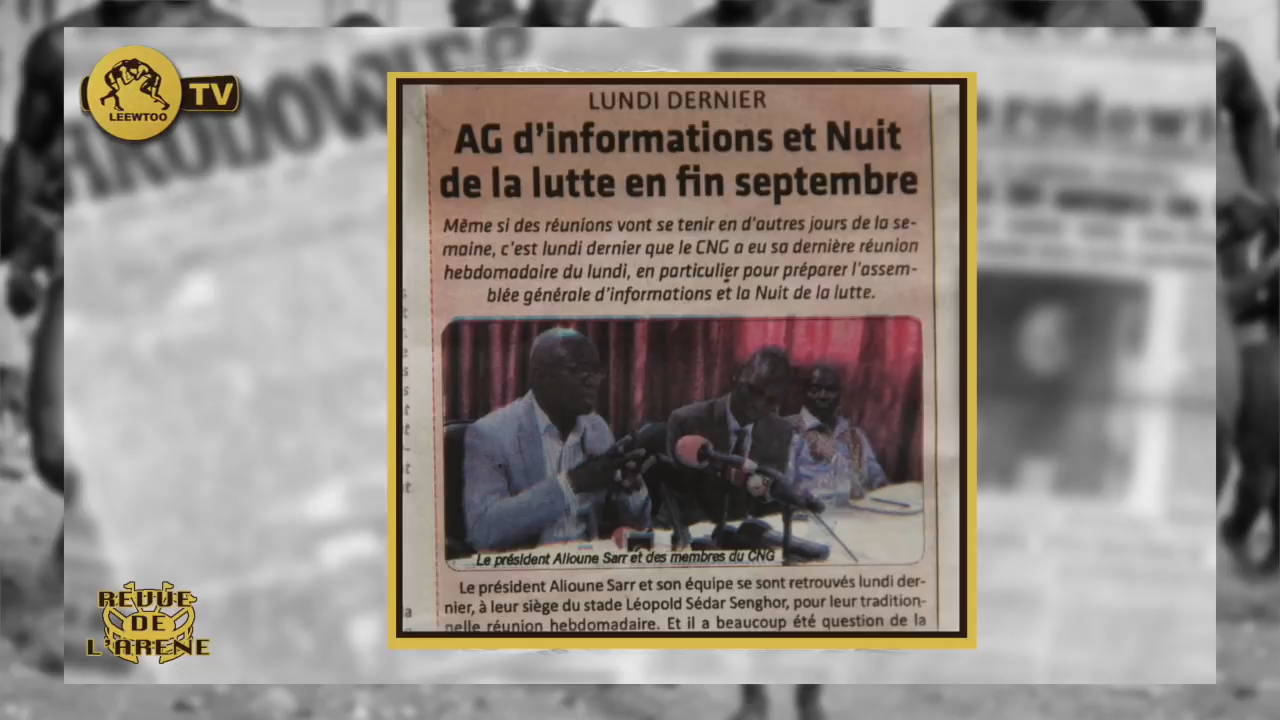 LEEWTOO
TV
LUNDI DERNIER
AG d'informations et Nuit
de la lutte en fin septembre
Même si des réunions vont se tenir en d'autres jours de la se-
maine, c'est lundi dernier que le CNG a eu sa dernière réunion
hebdomadaire du lundi, en particulier pour préparer l'assem-
blée générale d'informations et la Nuit de la lutte.
Le président Alioune Sarr et des membres du CNG
Le président Alioune Sarr et son équipe se sont retrouvés lundi der-
nier, à leur siège du stade Léopold Sédar Senghor, pour leur tradition-
nelle réunion hebdomadaire. Et il a beaucoup été question de la
REVUE
DE
L'ARENE